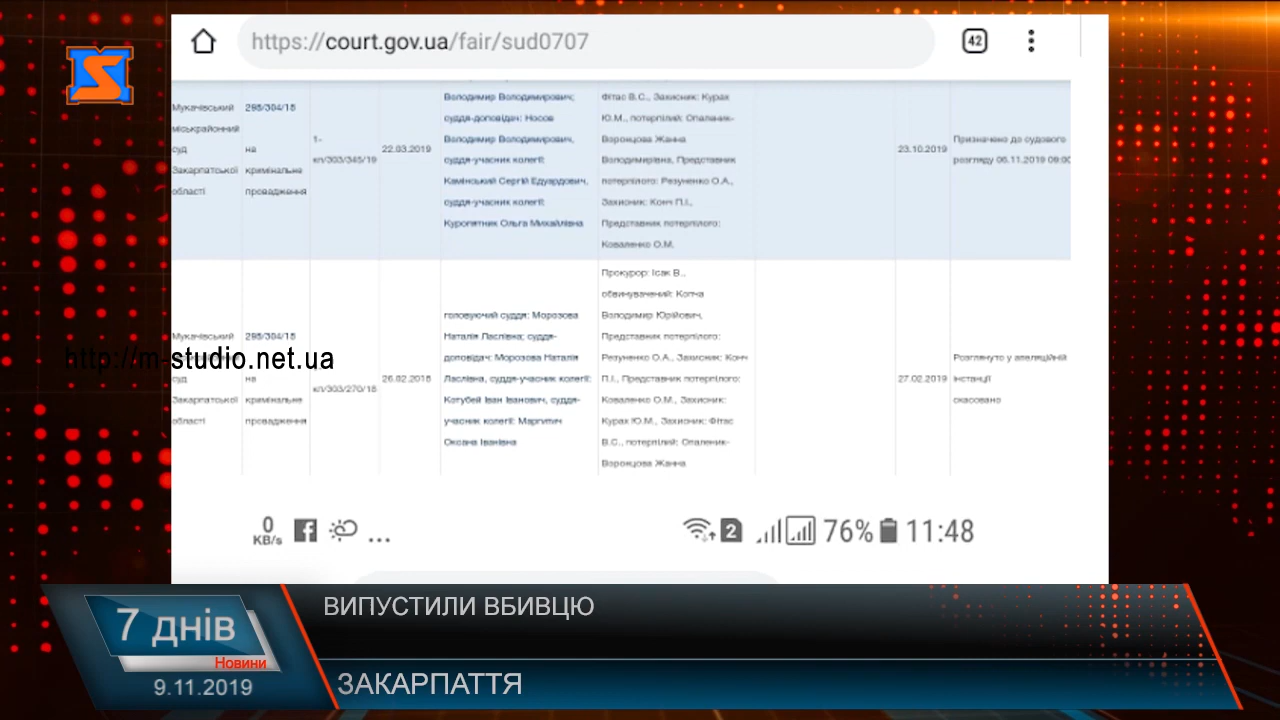 https://court.gov.ua/fair/sud0707
42
Мукачівський
міськрайонний
суд
Закарпатської
області
295/304/15
на
кримінальне
провадження
1-
кп/303/345/19
22.03.2019
Володимир Володимирович;
суддя-доповідач: Носов
Володимир Володимирович,
суддя-учасник колегії:
Камінський Сергій Едуардович,
суддя-учасник колегії:
Куропятник Ольга Михайлівна
Фітас В.С., Захисник: Курах
Ю.М., потерпілий: Опаленик-
Воронцова Жанна
Володимирівна, Представник
потерпілого: Резуненко О.А.,
Захисник: Конч П.І.,
Представник потерпілого:
Коваленко О.М.
23.10.2019
Призначено до судового
розгляду 06.11.2019 09:00
Мукачівський
суд
Закарпатської
області
295/304/15
на
кримінальне
провадження
кп/303/270/18
26.02.2018
головуючий суддя: Морозова
Наталія Ласлівна; суддя-
доповідач: Морозова Наталія
Ласлівна, суддя-учасник колегії:
Котубей Іван Іванович, суддя-
учасник колегії: Маргитич
Оксана Іванівна
Прокурор: Ісак В.,
обвинувачений: Копча
Володимир Юрійович,
Представник потерпілого:
Резуненко О.А., Захисник: Конч
П.І., Представник потерпілого:
Коваленко О.М., Захисник:
Курах Ю.М., Захисник: Фітас
В.С., потерпілий: Опаленик-
Воронцова Жанна
27.02.2019
Розглянуто у апеляційній
інстанції
скасовано
http://m-studio.net.ua
0
KB/s
...
2
76%
11:48
7 днів
Новини
9.11.2019
ВИПУСТИЛИ ВБИВЦЮ
ЗАКАРПАТТЯ